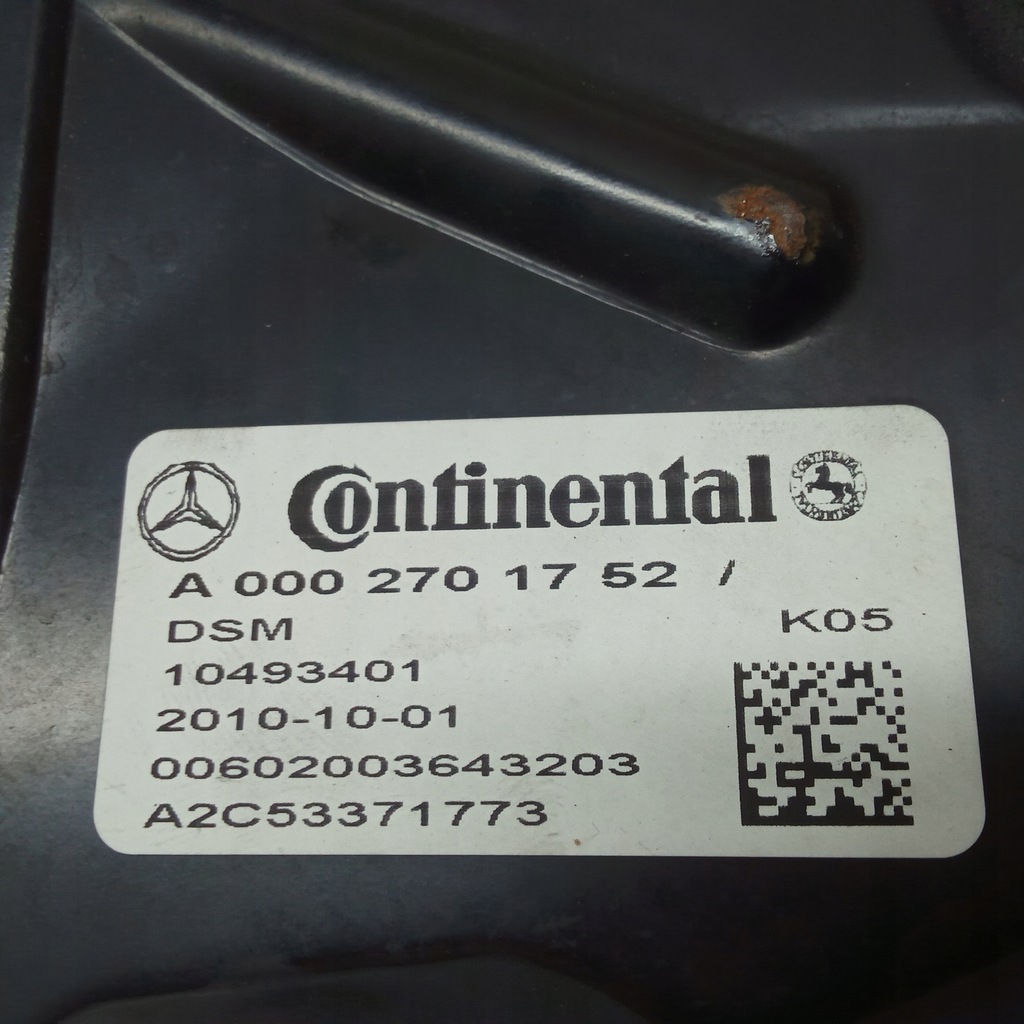 Continental
A 000 270 17 52 /
DSM K05
10493401
2010-10-01
00602003643203
A2C53371773